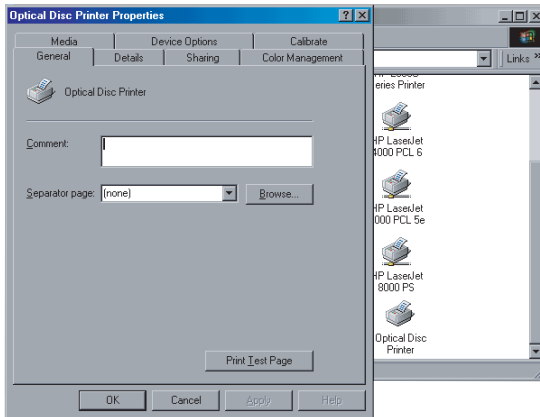 Optical Disc Printer Properties
Media Device Options Calibrate
General Details Sharing Color Management
Optical Disc Printer
Comment:
Separator page: (none) Browse...
Print Test Page
OK Cancel Apply Help
Links »
eries Printer
HP LaserJet
4000 PCL 6
HP LaserJet
000 PCL 5e
HP LaserJet
8000 PS
Optical Disc
Printer